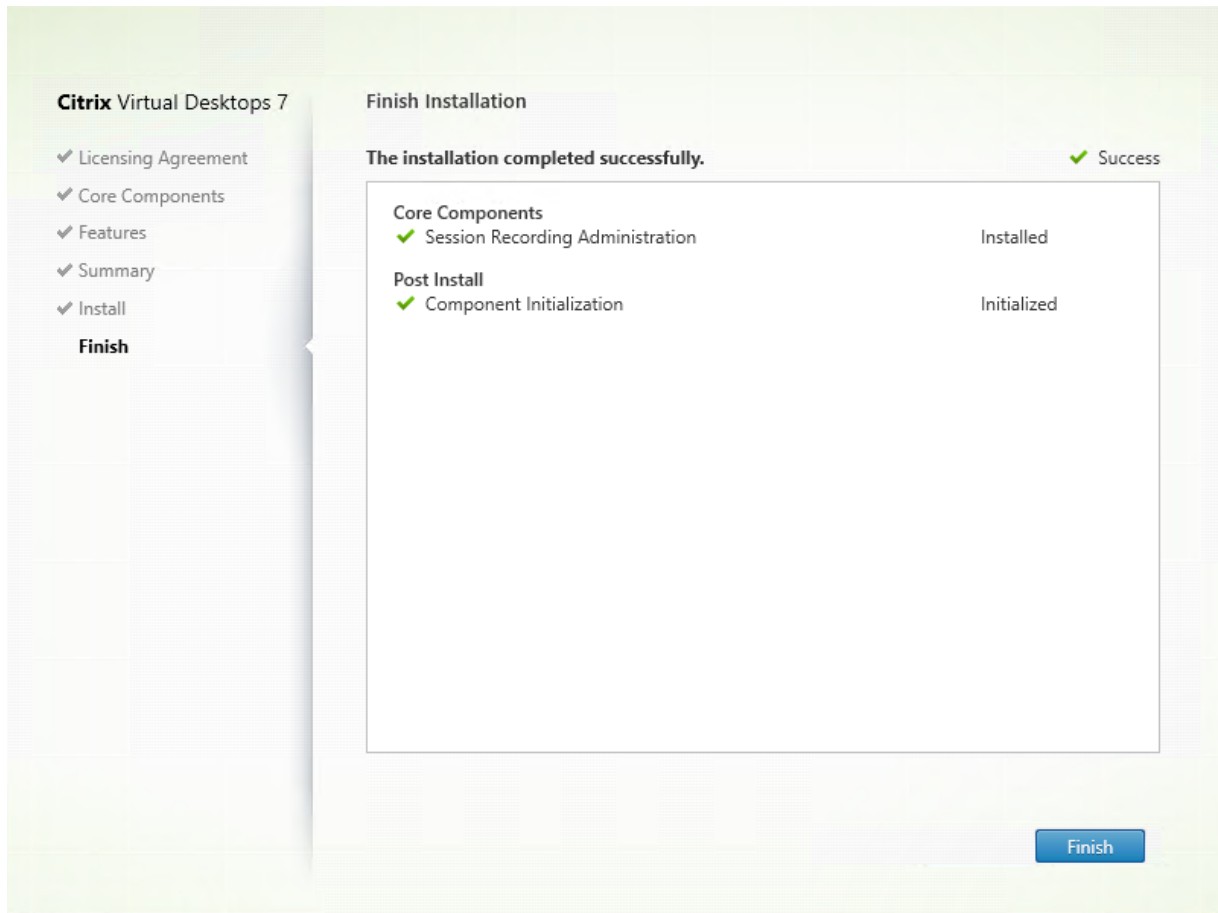 Citrix Virtual Desktops 7
Licensing Agreement
Core Components
Features
Summary
Install
Finish
Finish Installation
The installation completed successfully.
Success
Core Components
Session Recording Administration Installed
Post Install
Component Initialization Initialized
Finish